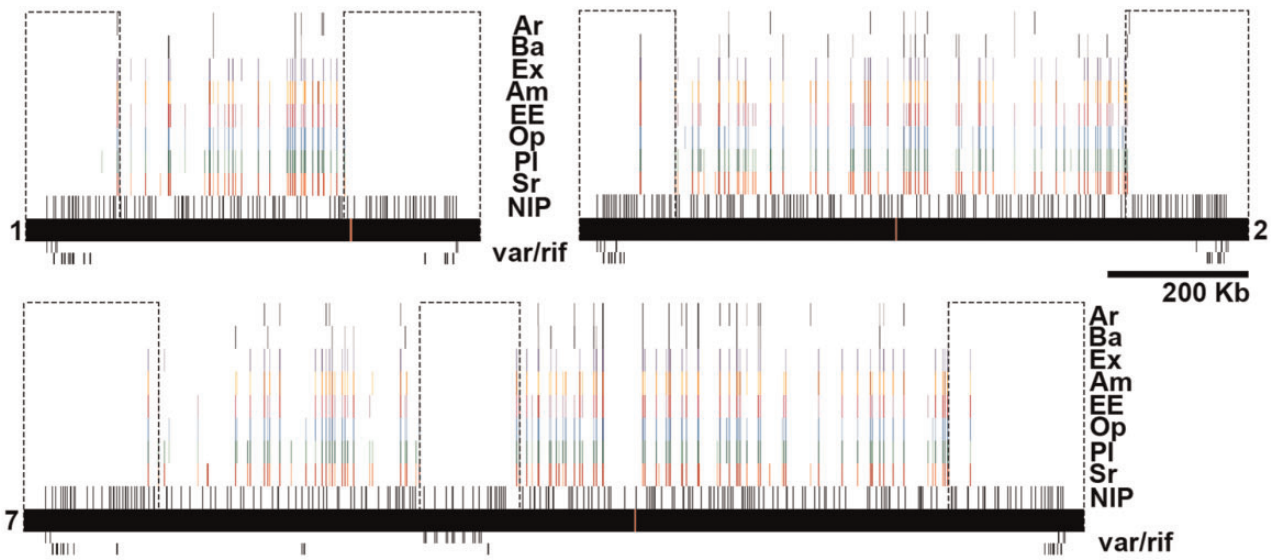 Ar
Ba
Ex
Am
EE
Op
Pl
Sr
NIP
1
2
var/rif
200 Kb
Ar
Ba
Ex
Am
EE
Op
Pl
Sr
NIP
7
var/rif